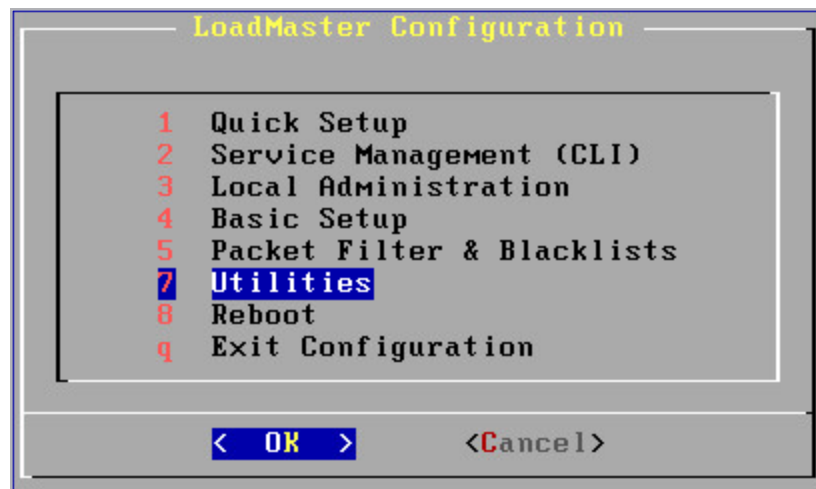 LoadMaster Configuration
1 Quick Setup
2 Service Management (CLI)
3 Local Administration
4 Basic Setup
5 Packet Filter & Blacklists
7 Utilities
8 Reboot
q Exit Configuration
< OK > <Cancel>